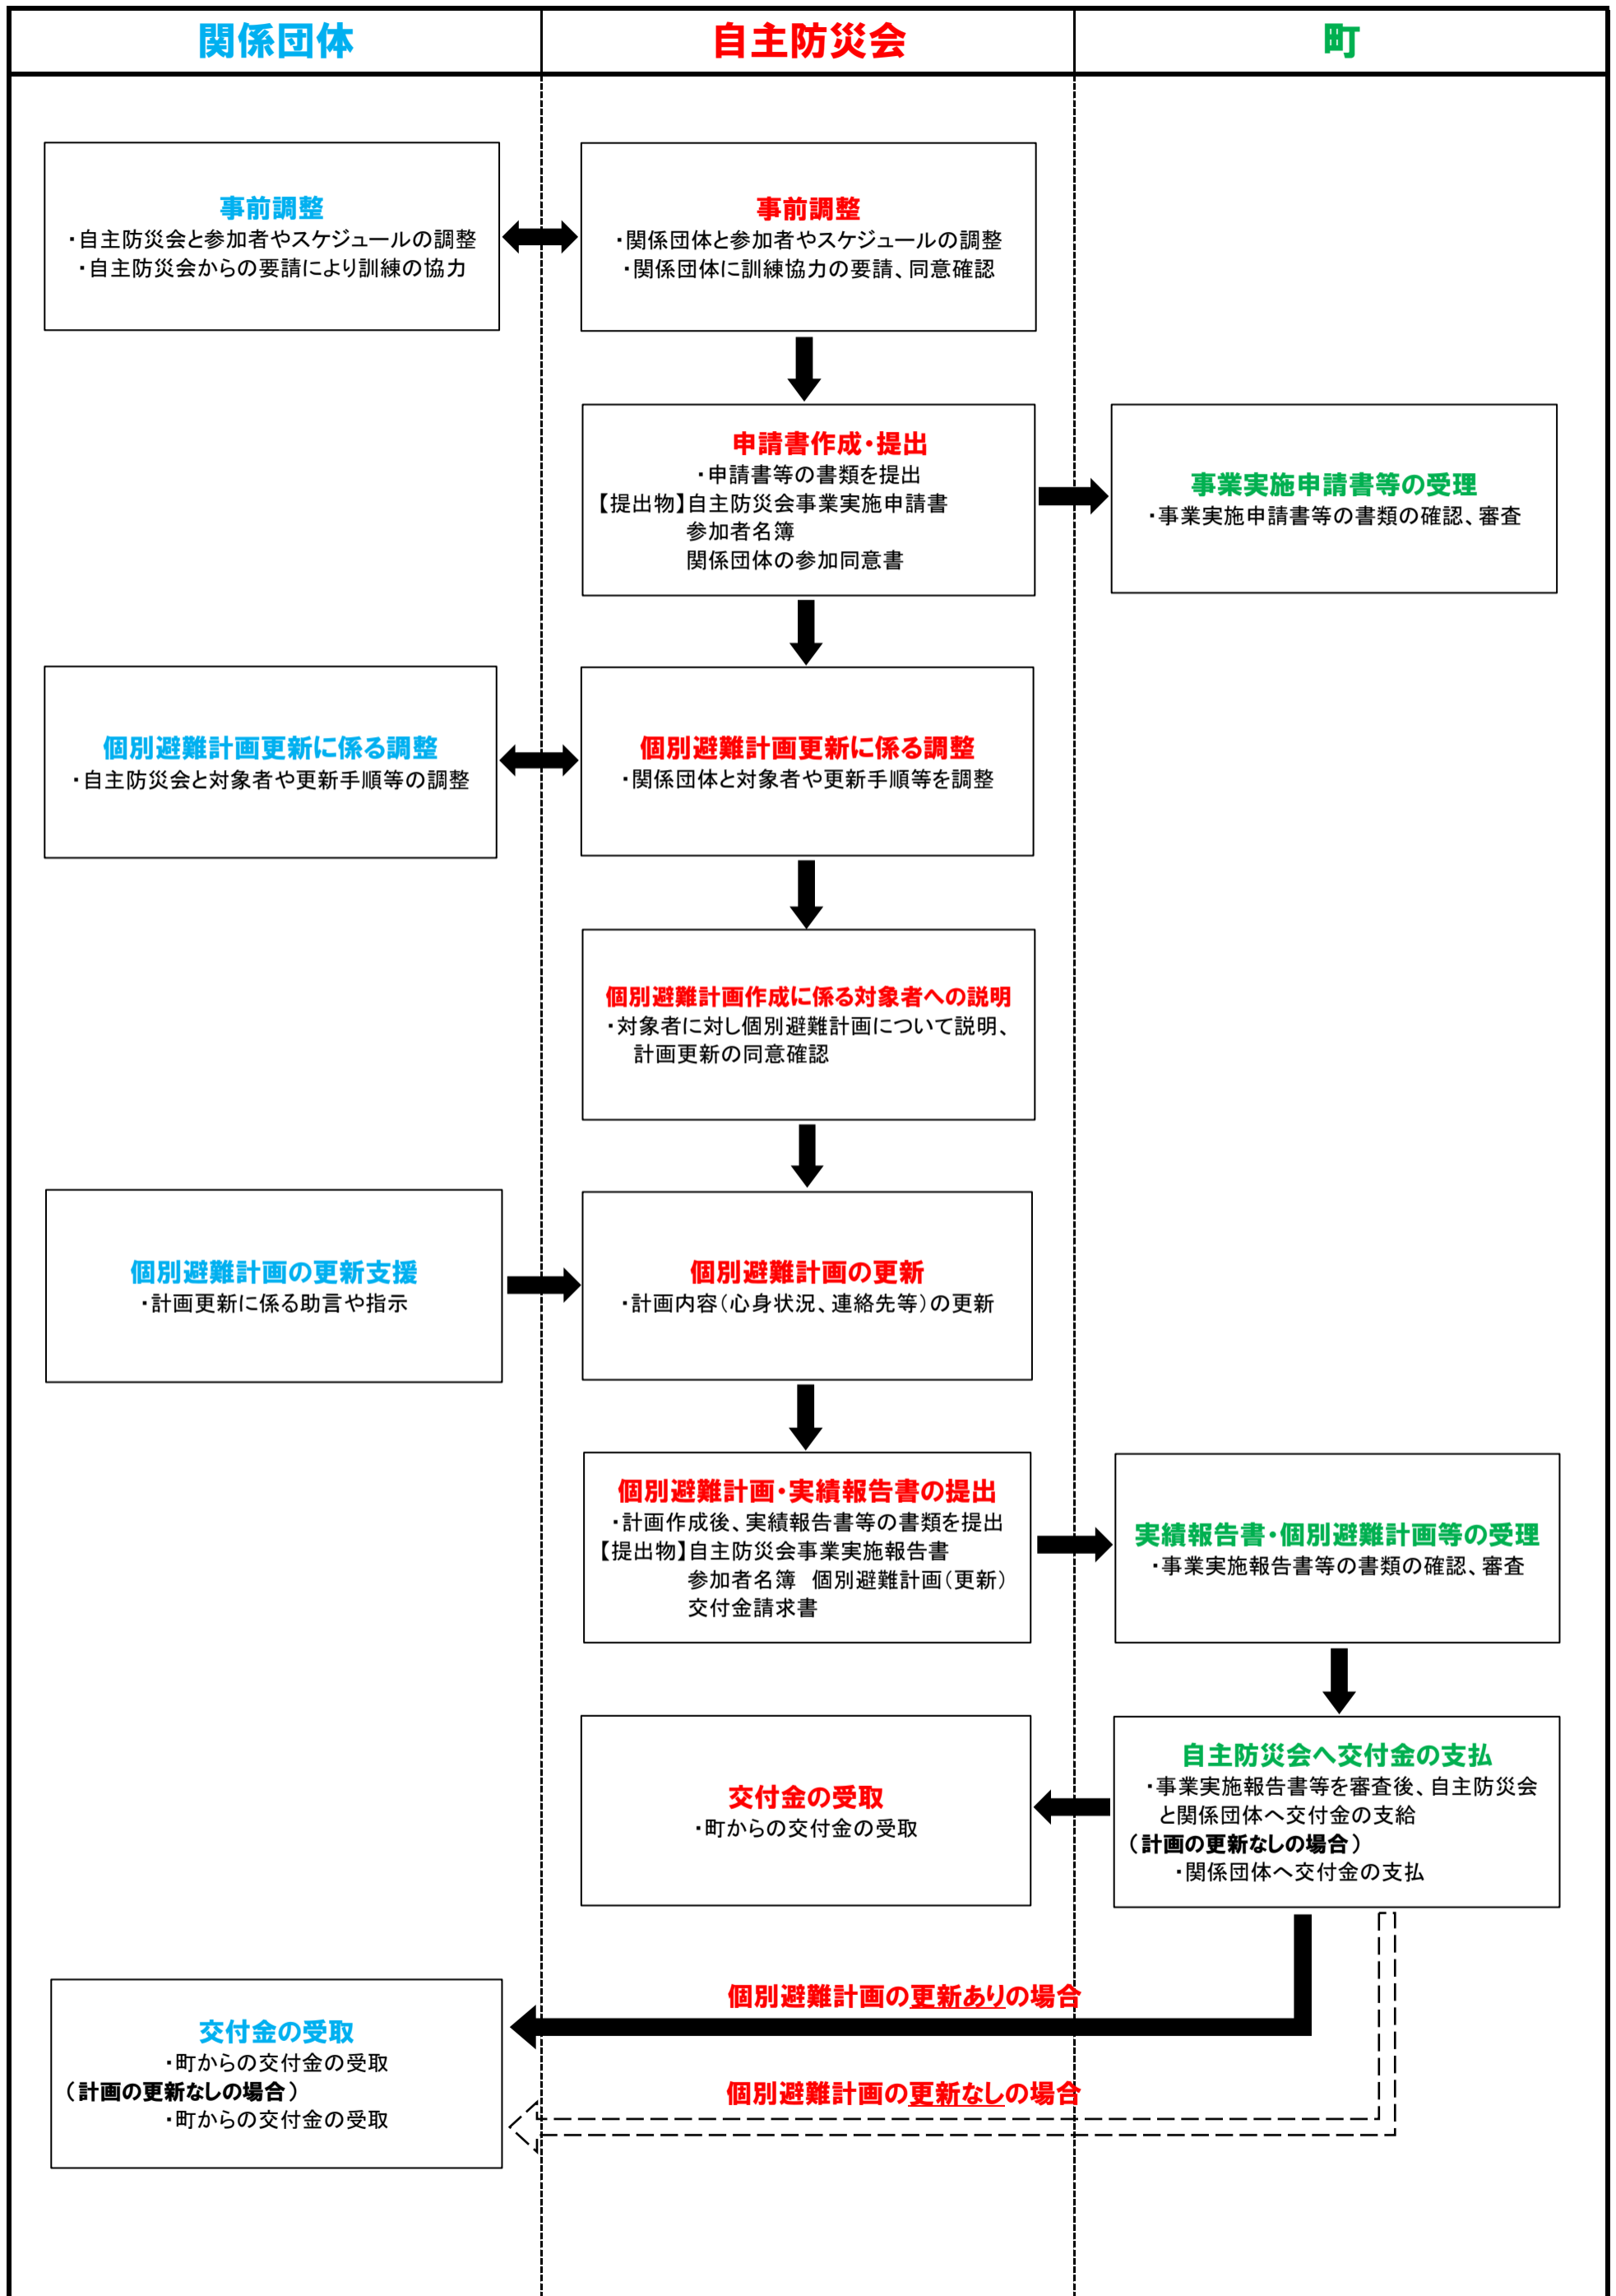 関係団体
自主防災会
町
事前調整
・自主防災会と参加者やスケジュールの調整
・自主防災会からの要請により訓練の協力
事前調整
・関係団体と参加者やスケジュールの調整
・関係団体に訓練協力の要請、同意確認
申請書作成・提出
・申請書等の書類を提出
【提出物】自主防災会事業実施申請書
参加者名簿
関係団体の参加同意書
事業実施申請書等の受理
・事業実施申請書等の書類の確認、審査
個別避難計画更新に係る調整
・自主防災会と対象者や更新手順等の調整
個別避難計画更新に係る調整
・関係団体と対象者や更新手順等を調整
個別避難計画作成に係る対象者への説明
・対象者に対し個別避難計画について説明、
計画更新の同意確認
個別避難計画の更新支援
・計画更新に係る助言や指示
個別避難計画の更新
・計画内容（心身状況、連絡先等）の更新
個別避難計画・実績報告書の提出
・計画作成後、実績報告書等の書類を提出
【提出物】自主防災会事業実施報告書
参加者名簿　個別避難計画（更新）
交付金請求書
実績報告書・個別避難計画等の受理
・事業実施報告書等の書類の確認、審査
交付金の受取
・町からの交付金の受取
自主防災会へ交付金の支払
・事業実施報告書等を審査後、自主防災会
と関係団体へ交付金の支給
（計画の更新なしの場合）
・関係団体へ交付金の支払
個別避難計画の更新ありの場合
交付金の受取
・町からの交付金の受取
（計画の更新なしの場合）
・町からの交付金の受取
個別避難計画の更新なしの場合